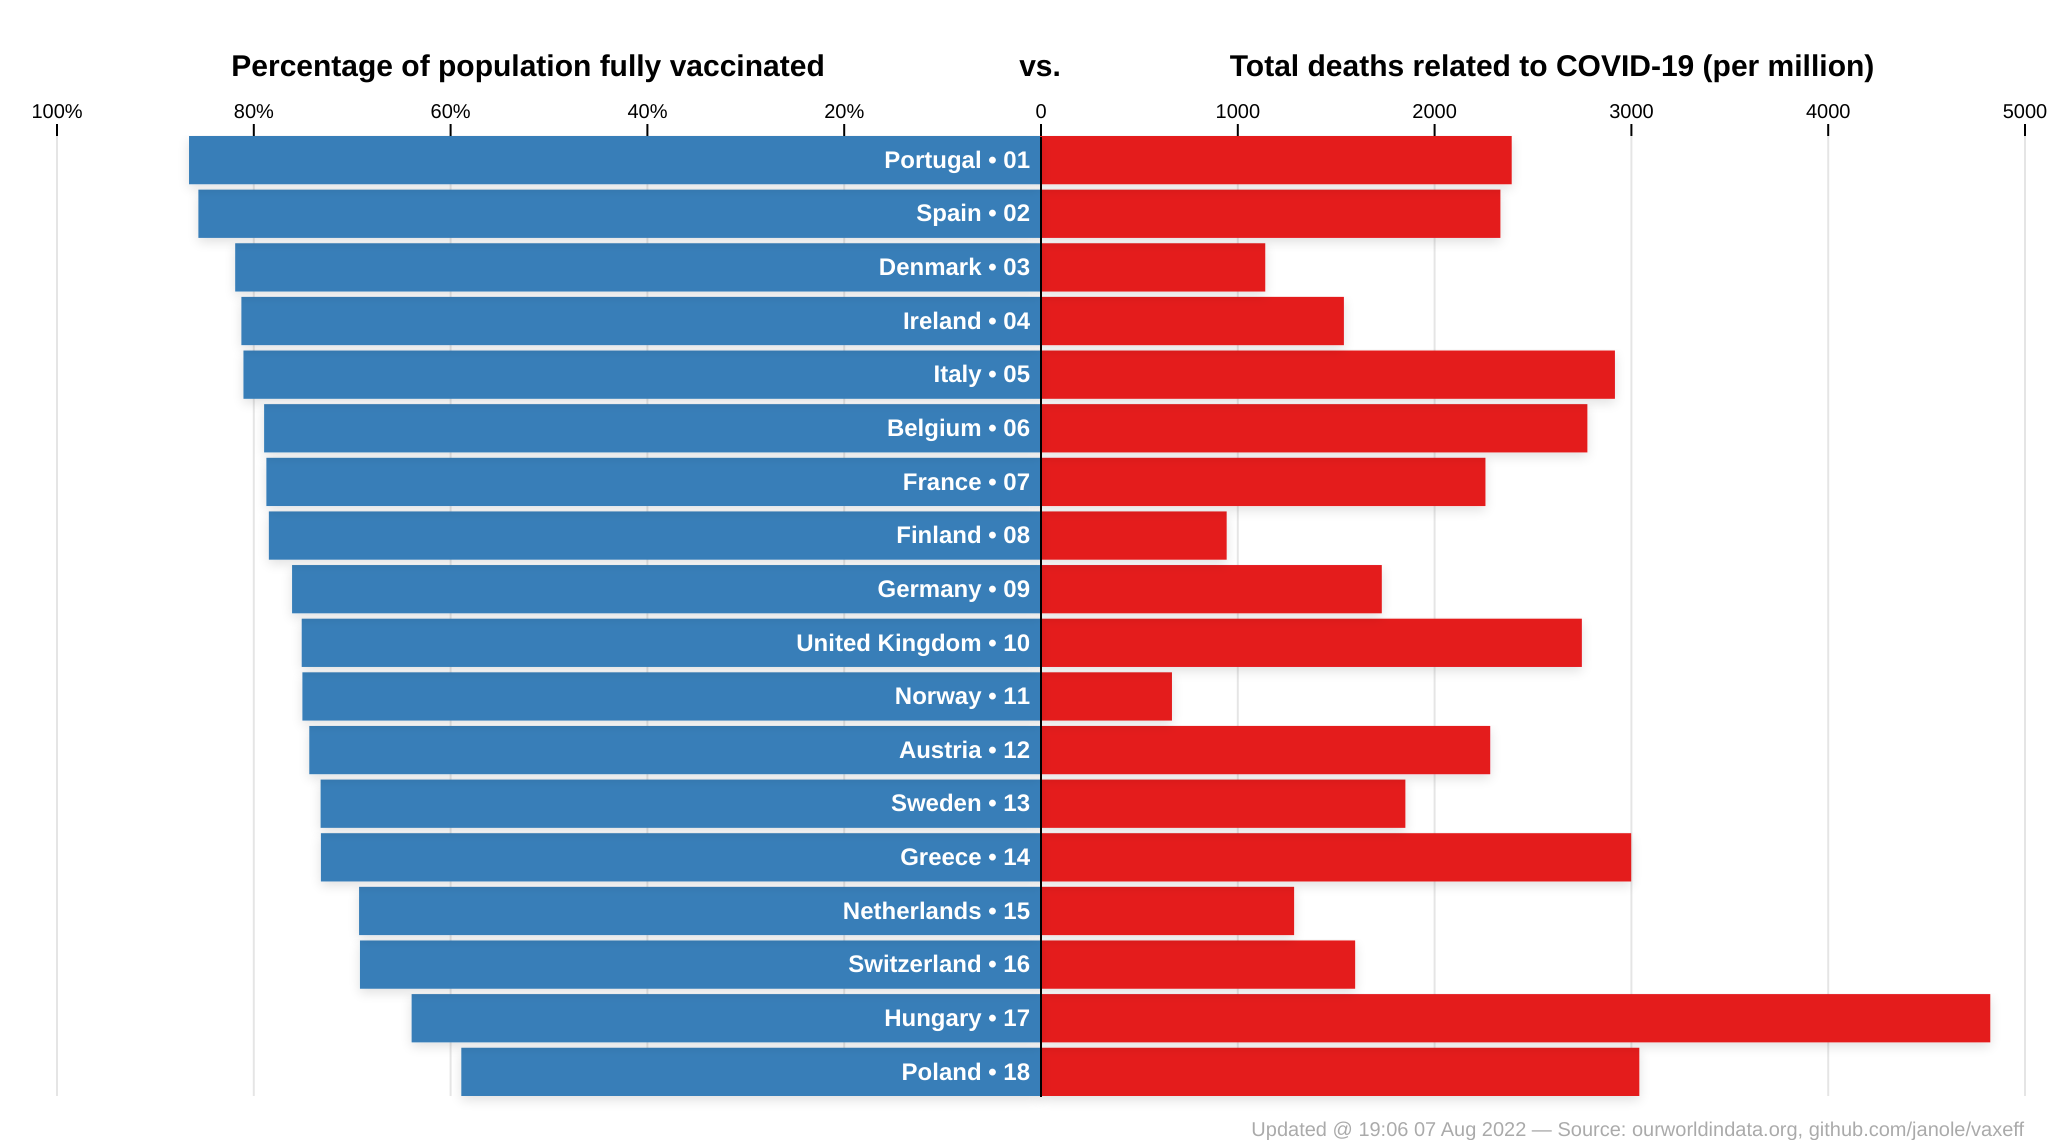 Percentage of population fully vaccinated vs. Total deaths related to COVID-19 (per million)
100% 80% 60% 40% 20% 0 1000 2000 3000 4000 5000
Portugal • 01
Spain • 02
Denmark • 03
Ireland • 04
Italy • 05
Belgium • 06
France • 07
Finland • 08
Germany • 09
United Kingdom • 10
Norway • 11
Austria • 12
Sweden • 13
Greece • 14
Netherlands • 15
Switzerland • 16
Hungary • 17
Poland • 18
Updated @ 19:06 07 Aug 2022 — Source: ourworldindata.org, github.com/janole/vaxeff